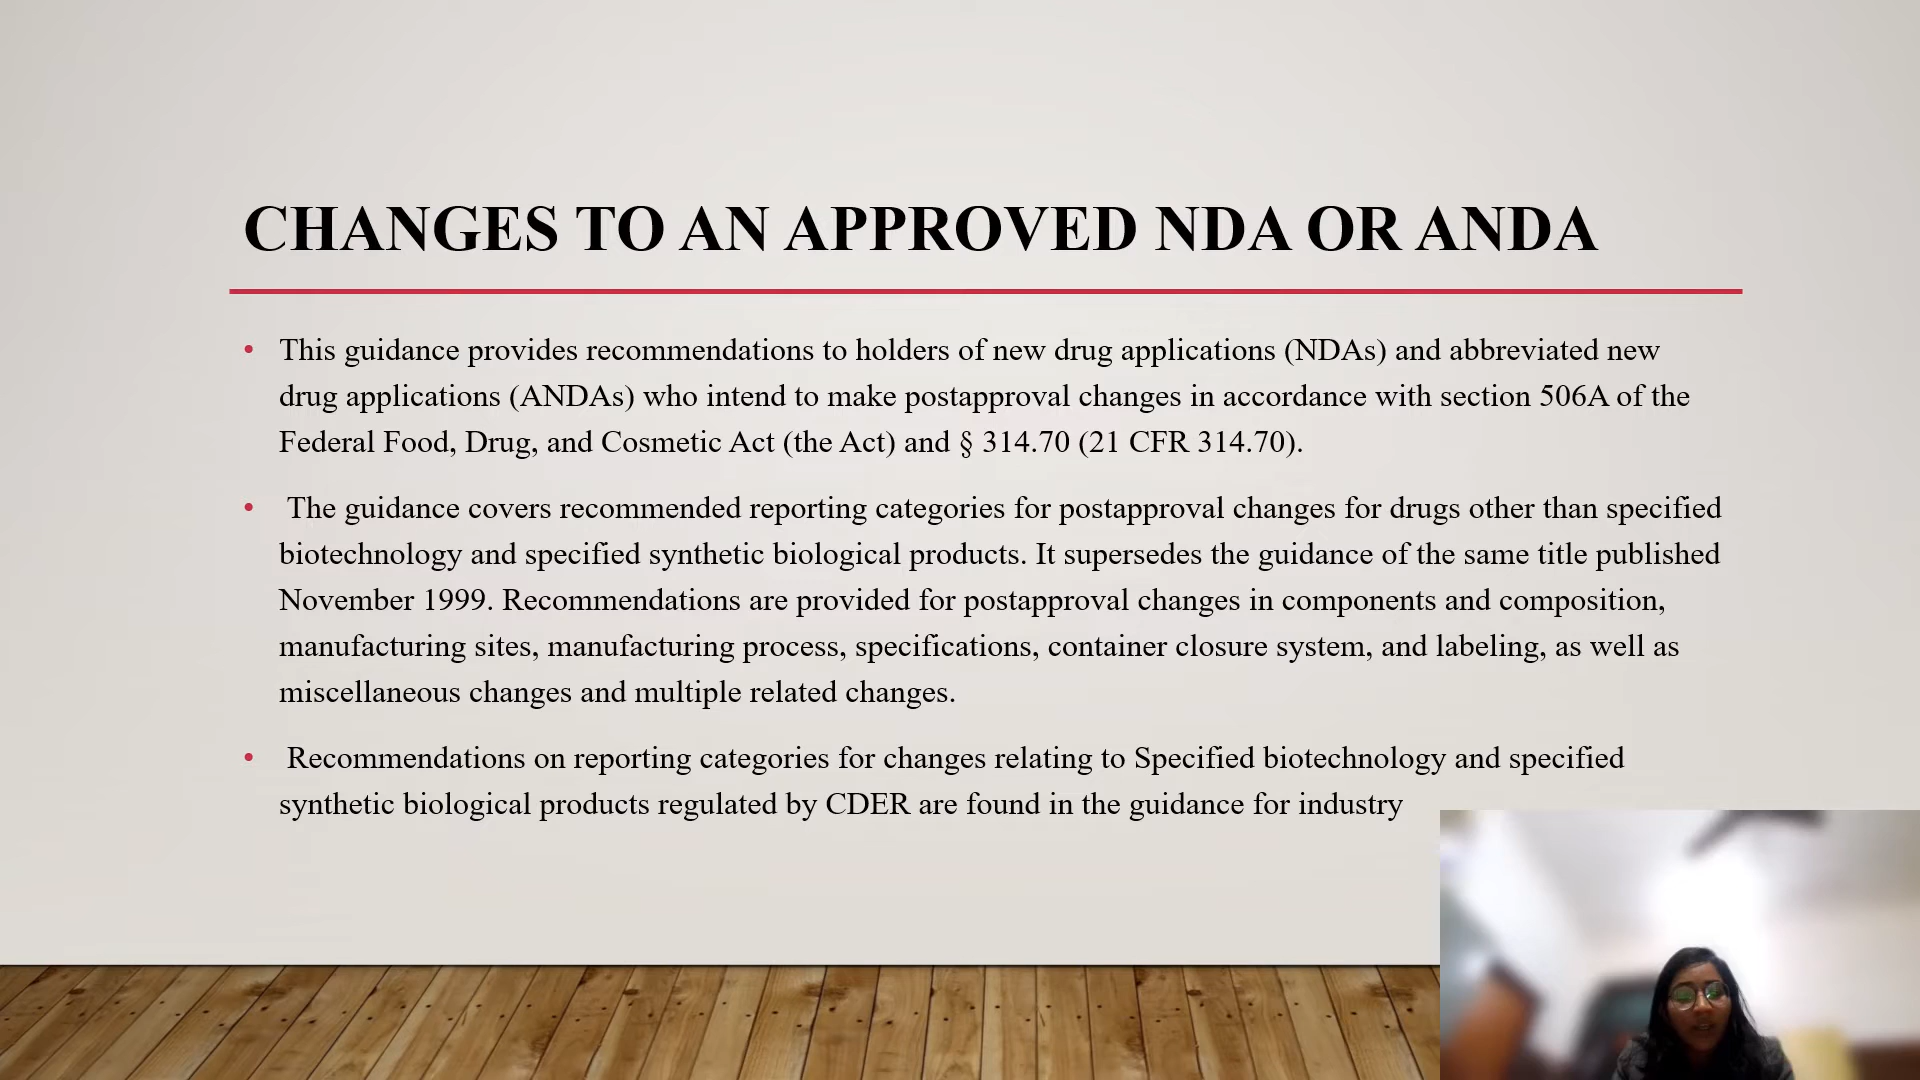 CHANGES TO AN APPROVED NDA OR ANDA
• This guidance provides recommendations to holders of new drug applications (NDAs) and abbreviated new
drug applications (ANDAs) who intend to make postapproval changes in accordance with section 506A of the
Federal Food, Drug, and Cosmetic Act (the Act) and § 314.70 (21 CFR 314.70).
• The guidance covers recommended reporting categories for postapproval changes for drugs other than specified
biotechnology and specified synthetic biological products. It supersedes the guidance of the same title published
November 1999. Recommendations are provided for postapproval changes in components and composition,
manufacturing sites, manufacturing process, specifications, container closure system, and labeling, as well as
miscellaneous changes and multiple related changes.
• Recommendations on reporting categories for changes relating to Specified biotechnology and specified
synthetic biological products regulated by CDER are found in the guidance for industry